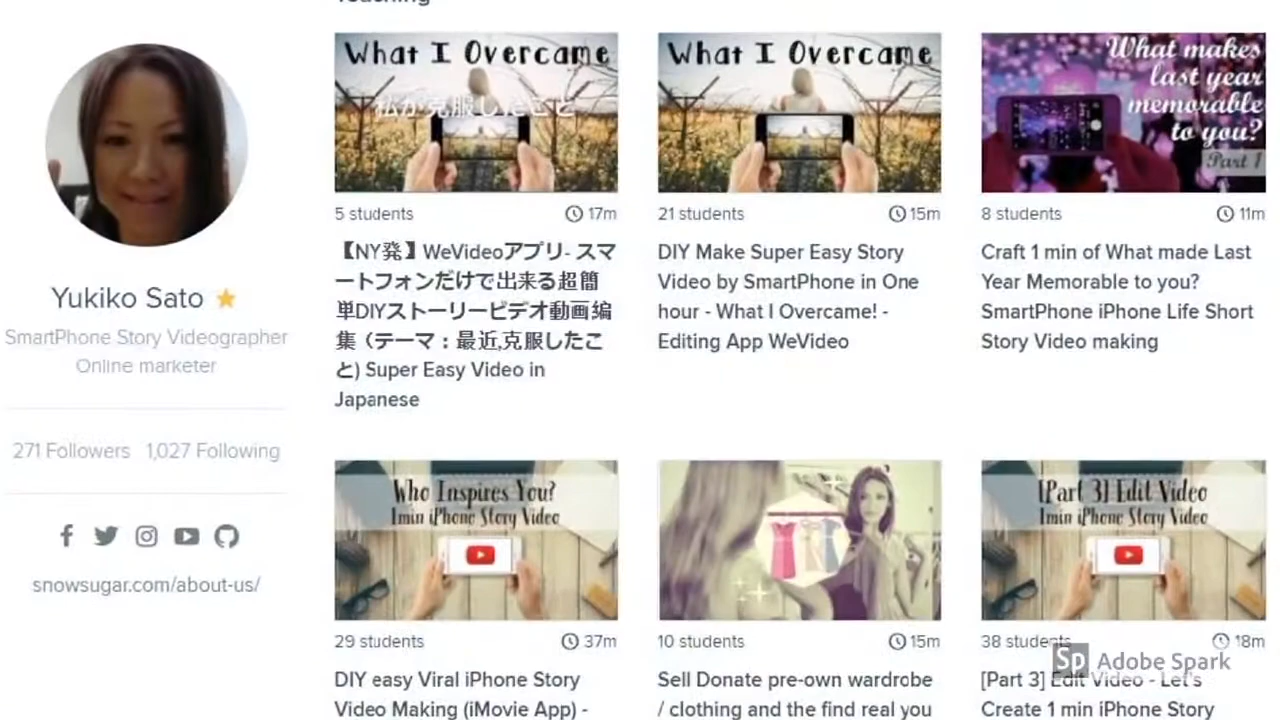 Teaching
What I Overcame
私が克服したこと
5 students 17m
【NY発】WeVideoアプリ- スマ
ートフォンだけで出来る超簡
単DIYストーリービデオ動画編
集（テーマ：最近,克服したこ
と) Super Easy Video in
Japanese
What I Overcame
21 students 15m
DIY Make Super Easy Story
Video by SmartPhone in One
hour - What I Overcame! -
Editing App WeVideo
What makes
last year
memorable
to you?
Part 1
8 students 11m
Craft 1 min of What made Last
Year Memorable to you?
SmartPhone iPhone Life Short
Story Video making
Yukiko Sato
SmartPhone Story Videographer
Online marketer
271 Followers 1,027 Following
snowsugar.com/about-us/
Who Inspires You?
1min iPhone Story Video
29 students 37m
DIY easy Viral iPhone Story
Video Making (iMovie App) -
10 students 15m
Sell Donate pre-own wardrobe
/ clothing and the find real you
[Part 3] Edit Video
1min iPhone Story Video
38 students 18m
[Part 3] Edit Video - Let's
Create 1 min iPhone Story
Sp Adobe Spark